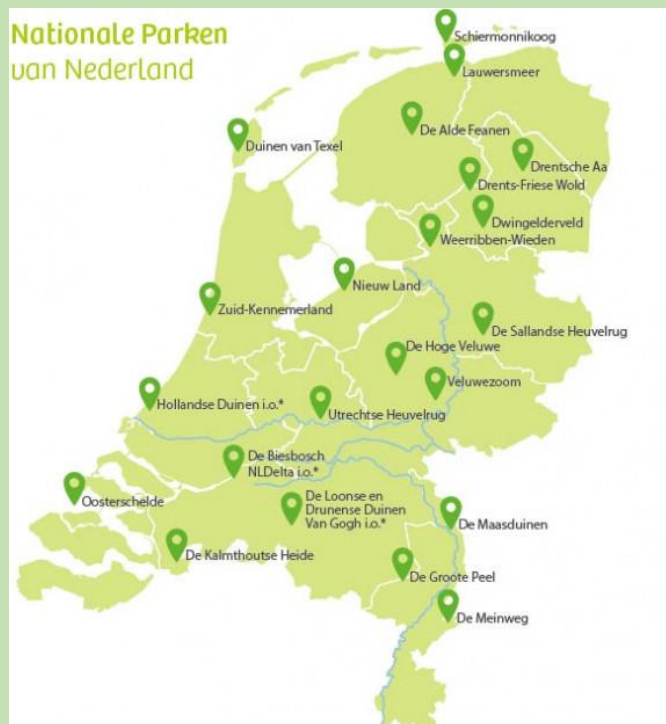 Nationale Parken
van Nederland
Schiermonnikoog
Lauwersmeer
De Alde Feanen
Duinen van Texel
Drentsche Aa
Drents-Friese Wold
Dwingelderveld
Weerribben-Wieden
Nieuw Land
Zuid-Kennemerland
De Sallandse Heuvelrug
De Hoge Veluwe
Veluwezoom
Hollandse Duinen i.o.*
Utrechtse Heuvelrug
De Biesbosch
NLDelta i.o.*
Oosterschelde
De Loonse en
Drunense Duinen
Van Gogh i.o.*
De Maasduinen
De Kalmthoutse Heide
De Groote Peel
De Meinweg